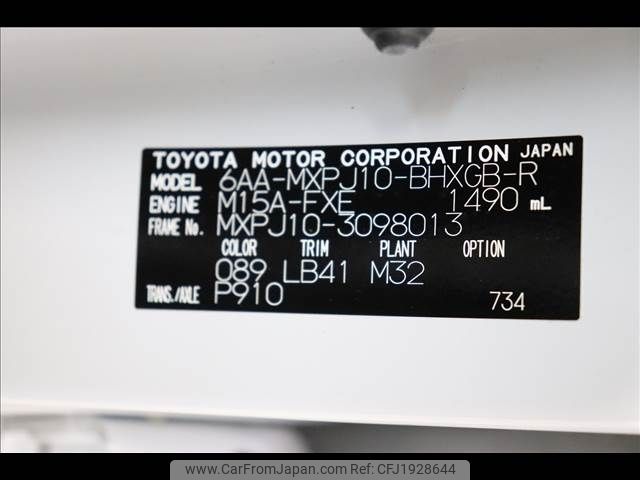 TOYOTA MOTOR CORPORATION JAPAN
MODEL 6AA-MXPJ10-BHXGB-R
ENGINE M15A-FXE 1490 mL
FRAME No. MXPJ10-3098013
COLOR TRIM PLANT OPTION
089 LB41 M32
TRANS./AXLE P910 734
www.CarFromJapan.com | CFJ1928644